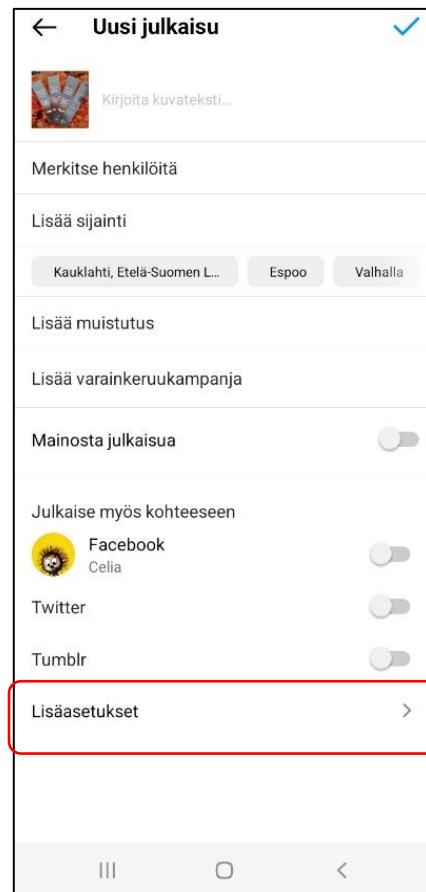 Uusi julkaisu
Kirjoita kuvateksti...
Merkitse henkilöitä
Lisää sijainti
Kauklahti, Etelä-Suomen L... Espoo Valhalla
Lisää muistutus
Lisää varainkeruukampanja
Mainosta julkaisua
Julkaise myös kohteeseen
Facebook
Celia
Twitter
Tumblr
Lisäasetukset